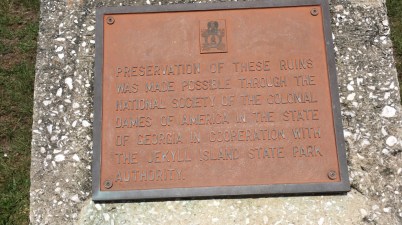 PRESERVATION OF THESE RUINS
WAS MADE POSSIBLE THROUGH THE
NATIONAL SOCIETY OF THE COLONIAL
DAMES OF AMERICA IN THE STATE
OF GEORGIA IN COOPERATION WITH
THE JEKYLL ISLAND STATE PARK
AUTHORITY.